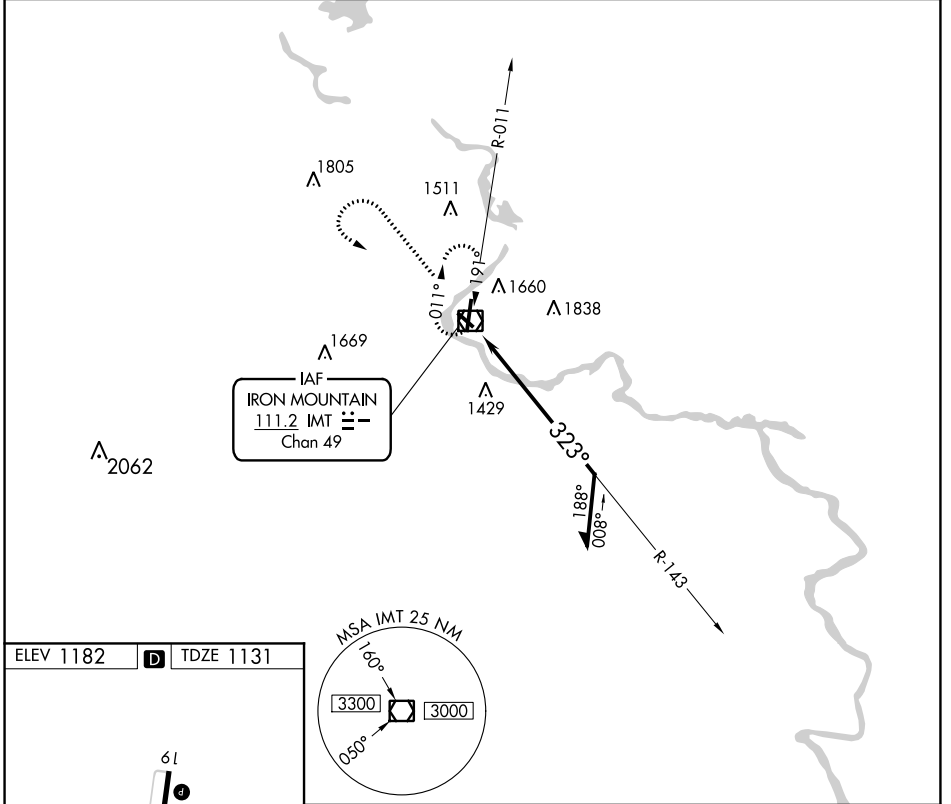 R-011
1805
1511
191°
011°
1660
1838
1669
IAF
IRON MOUNTAIN
111.2 IMT
Chan 49
1429
2062
323°
188°
008°
R-143
MSA IMT 25 NM
160°
3300
3000
050°
ELEV 1182 D TDZE 1131
19
P